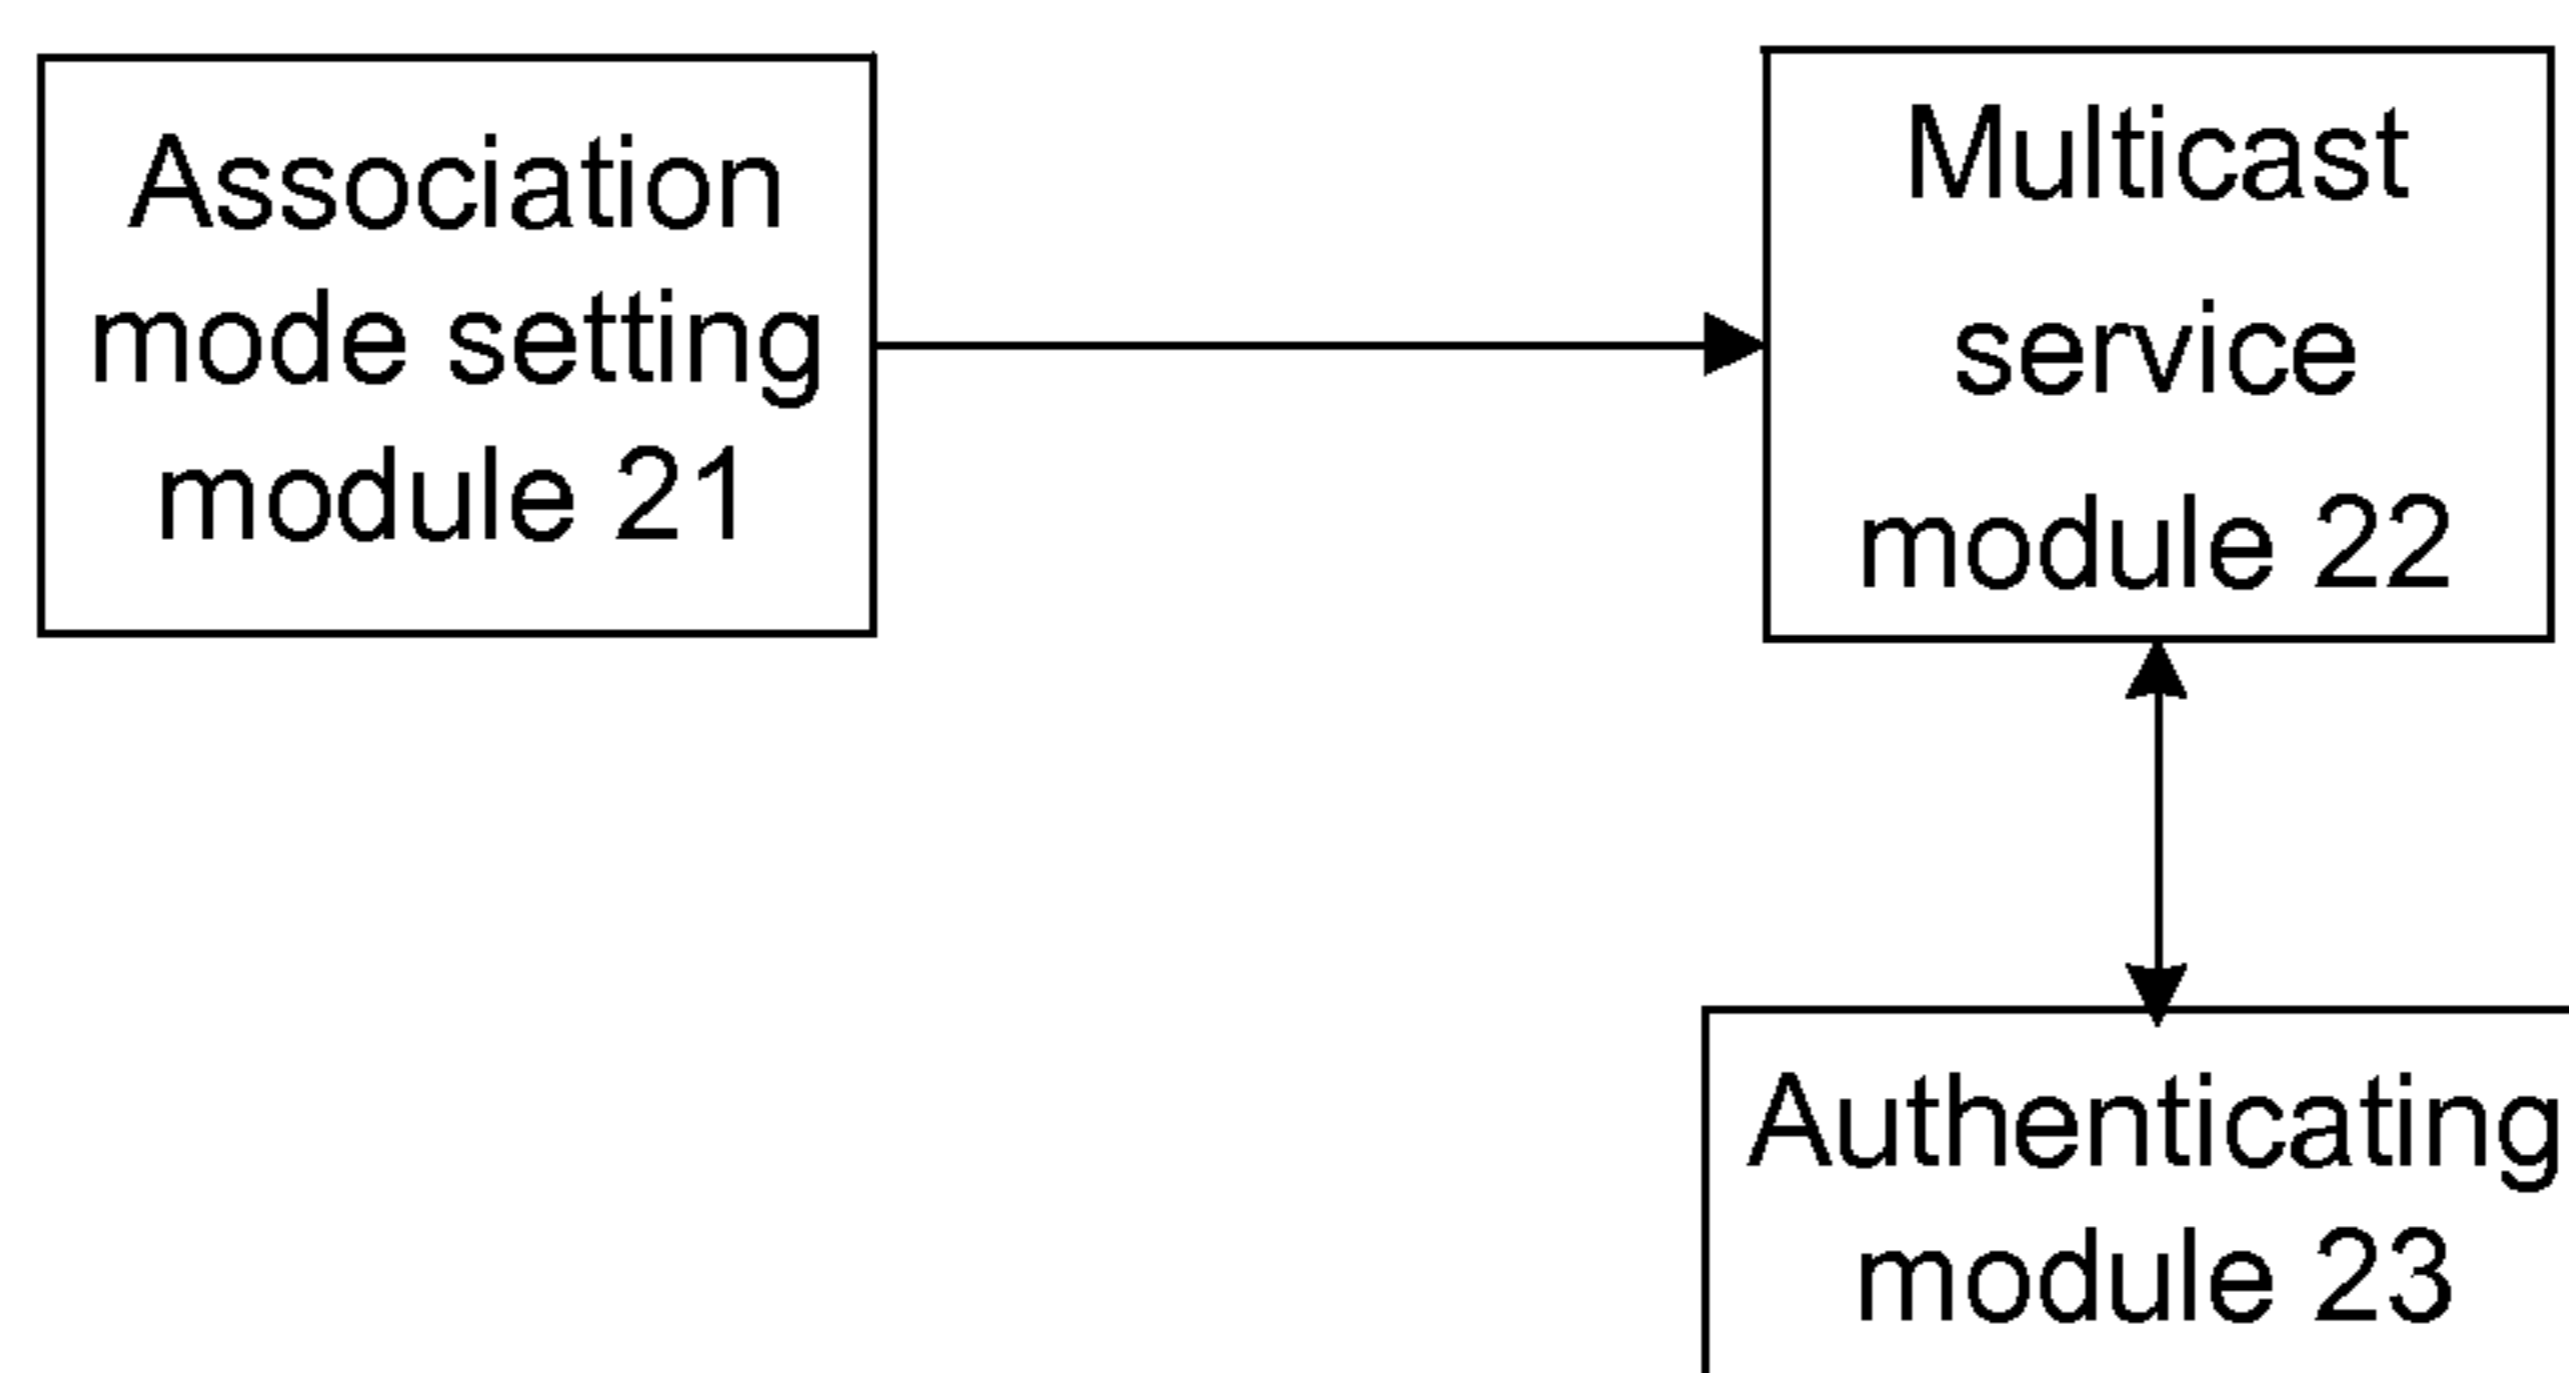 Association
mode setting
module 21
Multicast
service
module 22
Authenticating
module 23